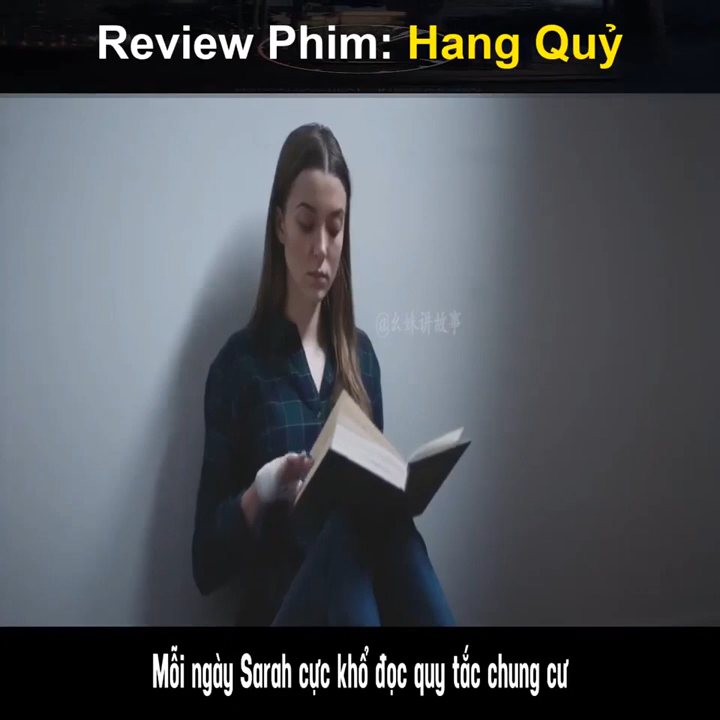 Review Phim: Hang Quỷ
@幺妹讲故事
Mỗi ngày Sarah cực khổ đọc quy tắc chung cư